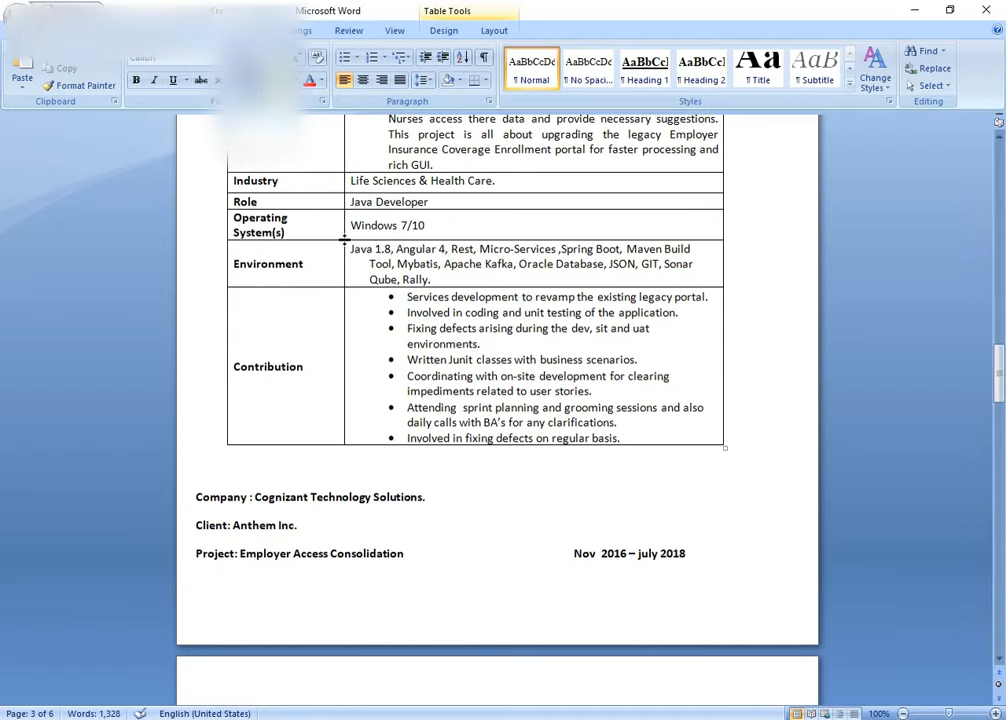 Microsoft Word
Table Tools
Review
View
Design
Layout
Paste
Copy
Format Painter
Clipboard
B I U abc
A
Paragraph
AaBbCcDd
¶ Normal
AaBbCcDd
¶ No Spaci...
AaBbCcl
Heading 1
AaBbCcl
Heading 2
Aa
¶ Title
AaB
¶ Subtitle
Change
Styles
Styles
Find
Replace
Select
Editing
Nurses access there data and provide necessary suggestions.
This project is all about upgrading the legacy Employer
Insurance Coverage Enrollment portal for faster processing and
rich GUI.
Industry
Life Sciences & Health Care.
Role
Java Developer
Operating
System(s)
Windows 7/10
Environment
Java 1.8, Angular 4, Rest, Micro-Services ,Spring Boot, Maven Build
Tool, Mybatis, Apache Kafka, Oracle Database, JSON, GIT, Sonar
Qube, Rally.
Contribution
• Services development to revamp the existing legacy portal.
• Involved in coding and unit testing of the application.
• Fixing defects arising during the dev, sit and uat
environments.
• Written Junit classes with business scenarios.
• Coordinating with on-site development for clearing
impediments related to user stories.
• Attending sprint planning and grooming sessions and also
daily calls with BA's for any clarifications.
• Involved in fixing defects on regular basis.
Company : Cognizant Technology Solutions.
Client: Anthem Inc.
Project: Employer Access Consolidation Nov 2016 – july 2018
Page: 3 of 6 Words: 1,328 English (United States) 100%